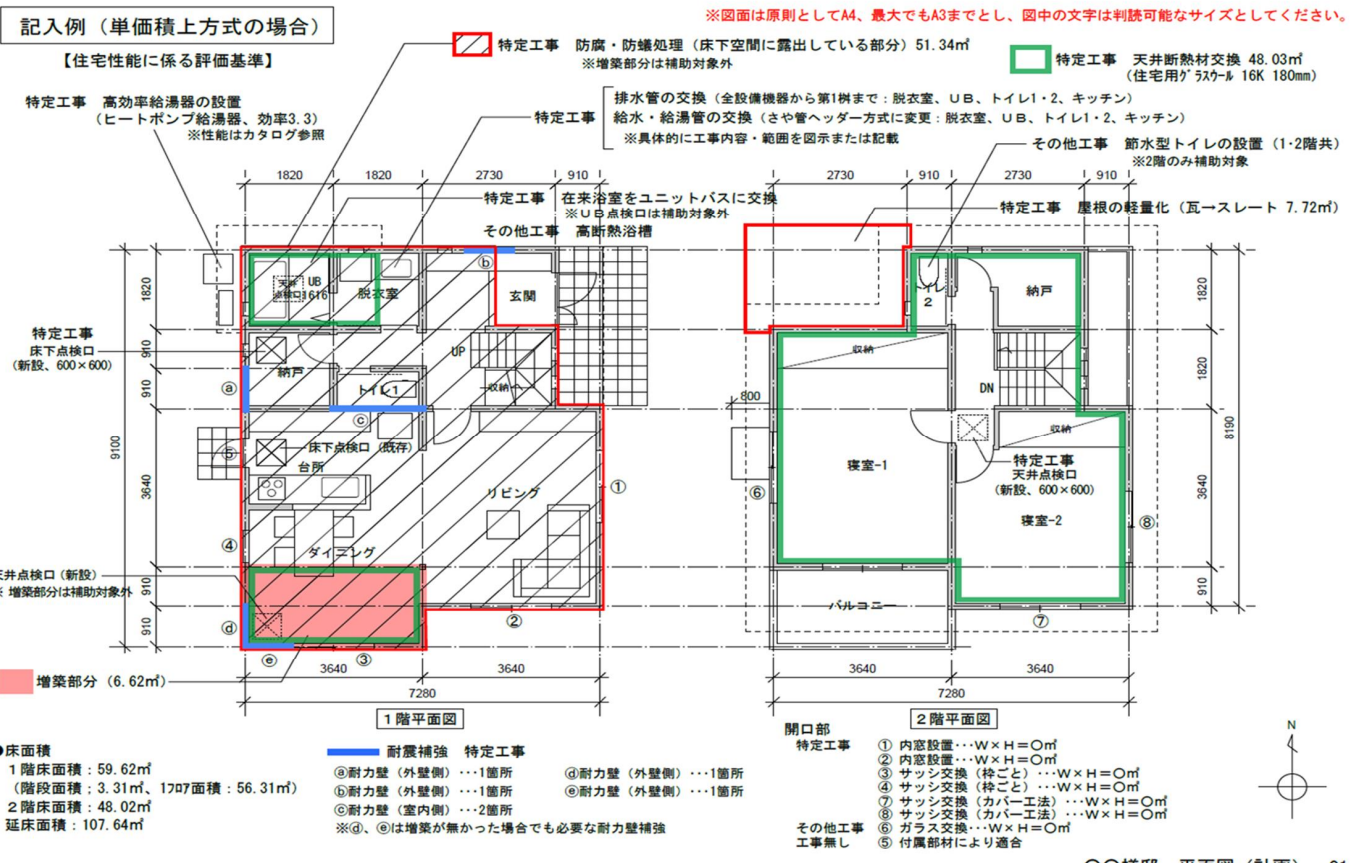 記入例（単価積上方式の場合）
※図面は原則としてA4、最大でもA3までとし、図中の文字は判読可能なサイズとしてください。
【住宅性能に係る評価基準】
特定工事 防腐・防蟻処理（床下空間に露出している部分）51.34㎡
※増築部分は補助対象外
特定工事 天井断熱材交換 48.03㎡
（住宅用ｸﾞﾗｽｳｰﾙ 16K 180mm）
特定工事 高効率給湯器の設置
（ヒートポンプ給湯器、効率3.3）
※性能はカタログ参照
特定工事
排水管の交換（全設備機器から第1桝まで：脱衣室、ＵＢ、トイレ1・2、キッチン）
給水・給湯管の交換（さや管ヘッダー方式に変更：脱衣室、ＵＢ、トイレ1・2、キッチン）
※具体的に工事内容・範囲を図示または記載
その他工事 節水型トイレの設置（1･2階共）
※2階のみ補助対象
特定工事 在来浴室をユニットバスに交換
※ＵＢ点検口は補助対象外
その他工事 高断熱浴槽
特定工事 屋根の軽量化（瓦→スレート 7.72㎡）
1820
1820
2730
910
2730
910
2730
910
ⓑ
天井
点検口
UB
1616
脱衣室
玄関
トイレ
2
納戸
1820
1820
特定工事
床下点検口
（新設、600×600）
910
910
納戸
トイレ1
UP
収納
ⓐ
ⓒ
収納
DN
1820
800
8190
9100
3640
⑤
床下点検口（既存）
台所
リビング
①
ダイニング
④
収納
寝室-1
特定工事
天井点検口
（新設、600×600）
寝室-2
⑥
⑧
3640
天井点検口（新設）
※ 増築部分は補助対象外
910
910
ⓓ
ⓔ
③
②
バルコニー
⑦
910
増築部分（6.62㎡）
3640
3640
7280
3640
3640
7280
1階平面図
2階平面図
●床面積
1階床面積：59.62㎡
（階段面積：3.31㎡、1ﾌﾛｱ面積：56.31㎡）
2階床面積：48.02㎡
延床面積：107.64㎡
耐震補強 特定工事
ⓐ耐力壁（外壁側）･･･1箇所
ⓑ耐力壁（外壁側）･･･1箇所
ⓒ耐力壁（室内側）･･･2箇所
ⓓ耐力壁（外壁側）･･･1箇所
ⓔ耐力壁（外壁側）･･･1箇所
※ⓓ、ⓔは増築が無かった場合でも必要な耐力壁補強
開口部
特定工事 ① 内窓設置･･･Ｗ×Ｈ＝〇㎡
② 内窓設置･･･Ｗ×Ｈ＝〇㎡
③ サッシ交換（枠ごと）･･･Ｗ×Ｈ＝〇㎡
④ サッシ交換（枠ごと）･･･Ｗ×Ｈ＝〇㎡
⑦ サッシ交換（カバー工法）･･･Ｗ×Ｈ＝〇㎡
⑧ サッシ交換（カバー工法）･･･Ｗ×Ｈ＝〇㎡
その他工事 ⑥ ガラス交換･･･Ｗ×Ｈ＝〇㎡
工事無し ⑤ 付属部材により適合
N